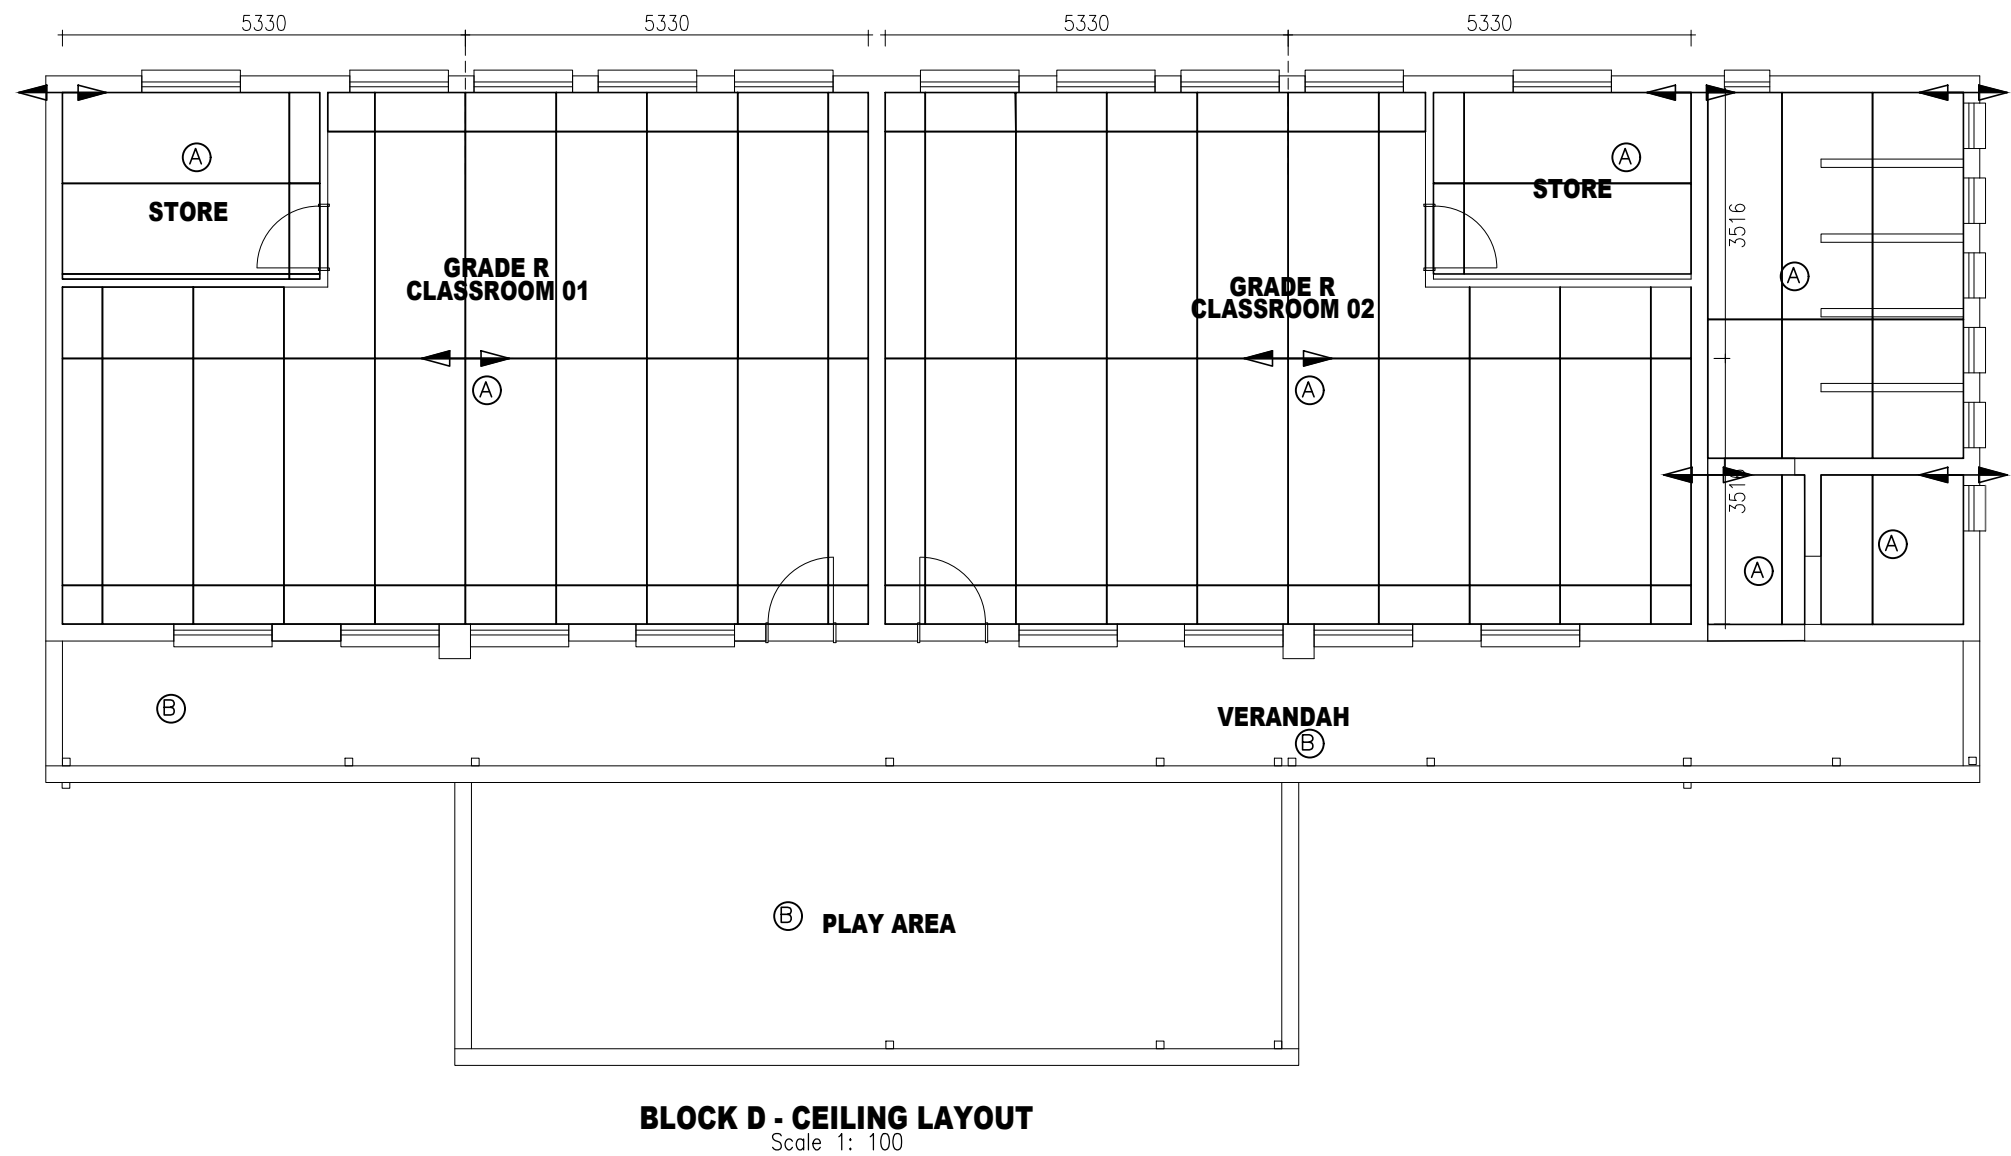 5330
5330
5330
5330
A
STORE
GRADE R
CLASSROOM 01
A
A
STORE
GRADE R
CLASSROOM 02
A
3516
A
3516
A
A
B
VERANDAH
B
B
PLAY AREA
BLOCK D - CEILING LAYOUT
Scale 1: 100